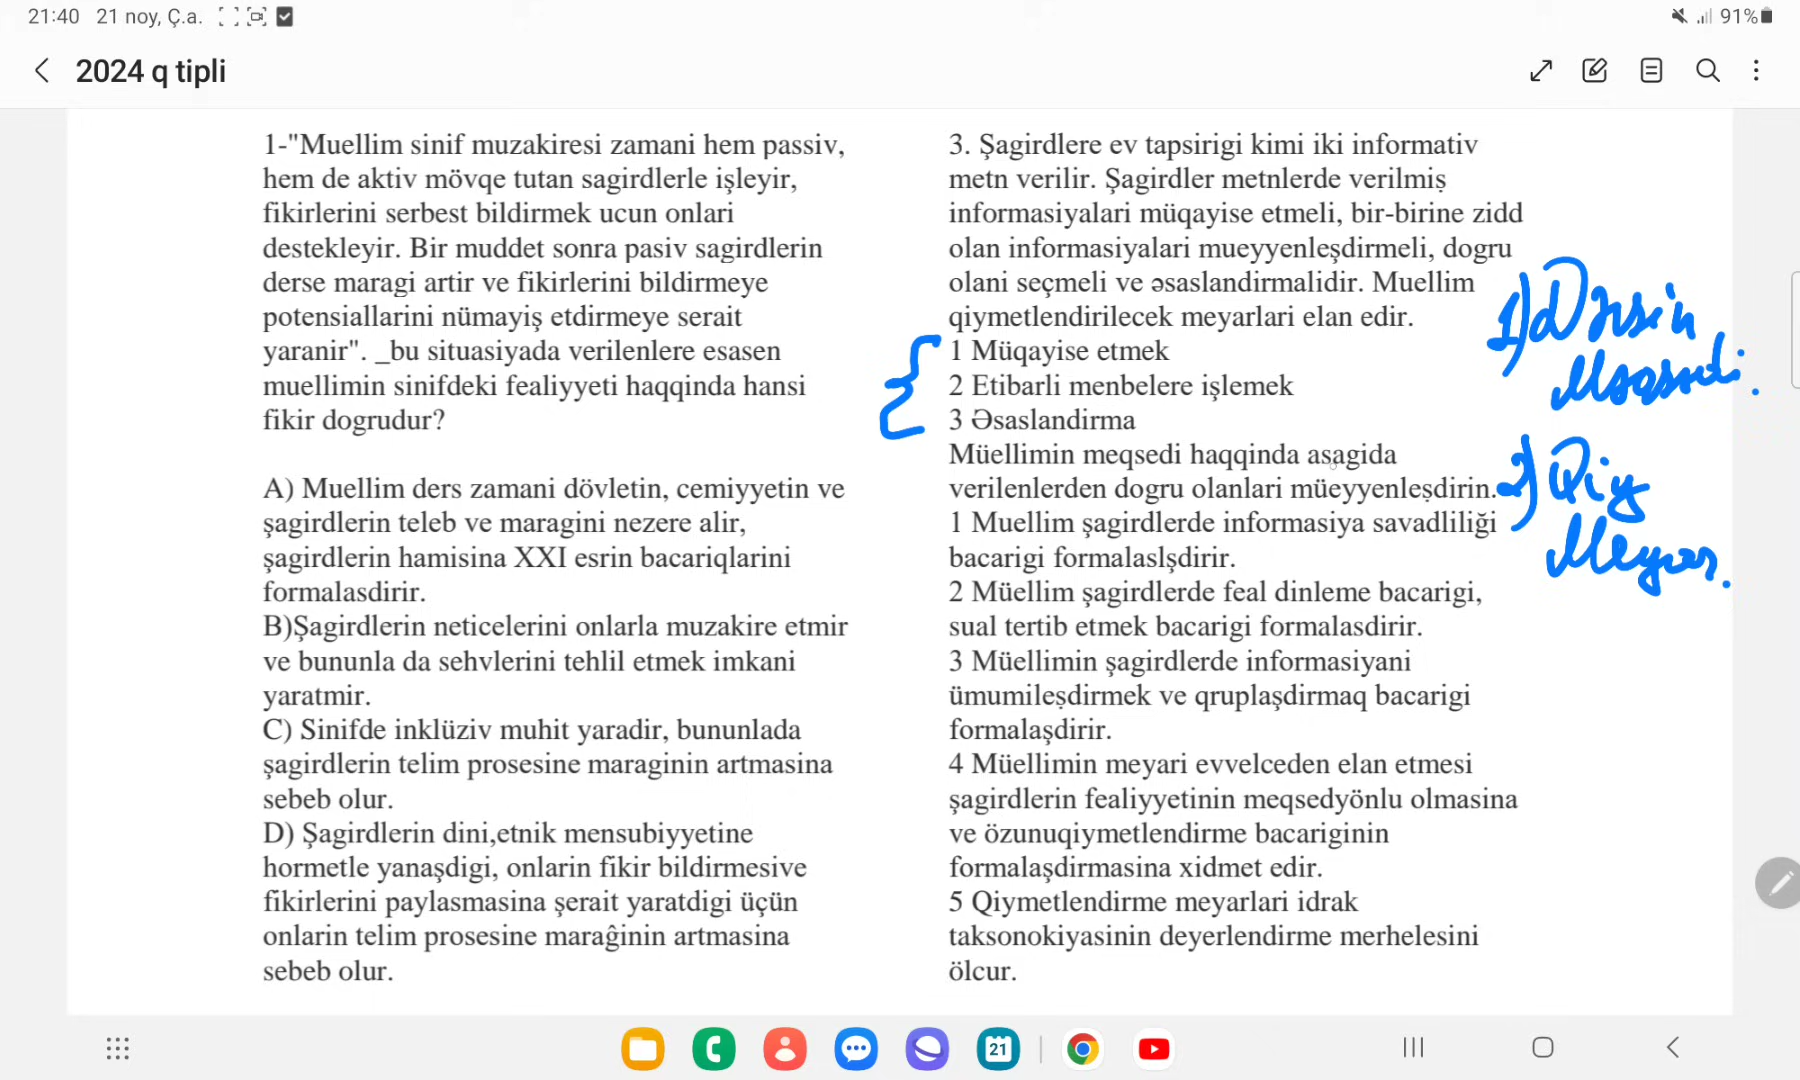 21:40 21 noy, Ç.a. 91%
2024 q tipli
1-"Muellim sinif muzakiresi zamani hem passiv,
hem de aktiv mövqe tutan sagirdlerle işleyir,
fikirlerini serbest bildirmek ucun onlari
destekleyir. Bir muddet sonra pasiv sagirdlerin
derse maragi artir ve fikirlerini bildirmeye
potensiallarini nümayiş etdirmeye serait
yaranir". _bu situasiyada verilenlere esasen
muellimin sinifdeki fealiyyeti haqqinda hansi
fikir dogrudur?
A) Muellim ders zamani dövletin, cemiyyetin ve
şagirdlerin teleb ve maragini nezere alir,
şagirdlerin hamisina XXI esrin bacariqlarini
formalasdirir.
B)Şagirdlerin neticelerini onlarla muzakire etmir
ve bununla da sehvlerini tehlil etmek imkani
yaratmir.
C) Sinifde inklüziv muhit yaradir, bununlada
şagirdlerin telim prosesine maraginin artmasina
sebeb olur.
D) Şagirdlerin dini,etnik mensubiyyetine
hormetle yanaşdigi, onlarin fikir bildirmesive
fikirlerini paylasmasina şerait yaratdigi üçün
onlarin telim prosesine maraĝinin artmasina
sebeb olur.
3. Şagirdlere ev tapsirigi kimi iki informativ
metn verilir. Şagirdler metnlerde verilmiş
informasiyalari müqayise etmeli, bir-birine zidd
olan informasiyalari mueyyenleşdirmeli, dogru
olani seçmeli ve əsaslandirmalidir. Muellim
qiymetlendirilecek meyarlari elan edir.
1 Müqayise etmek
2 Etibarli menbelere işlemek
3 Əsaslandirma
Müellimin meqsedi haqqinda aşagida
verilenlerden dogru olanlari müeyyenleşdirin.
1 Muellim şagirdlerde informasiya savadliliği
bacarigi formalaslşdirir.
2 Müellim şagirdlerde feal dinleme bacarigi,
sual tertib etmek bacarigi formalasdirir.
3 Müellimin şagirdlerde informasiyani
ümumileşdirmek ve qruplaşdirmaq bacarigi
formalaşdirir.
4 Müellimin meyari evvelceden elan etmesi
şagirdlerin fealiyyetinin meqsedyönlu olmasina
ve özunuqiymetlendirme bacariginin
formalaşdirmasina xidmet edir.
5 Qiymetlendirme meyarlari idrak
taksonokiyasinin deyerlendirme merhelesini
ölcur.
1) Dərsin
Məqsədi.
2) Qiy
Meyar.
21